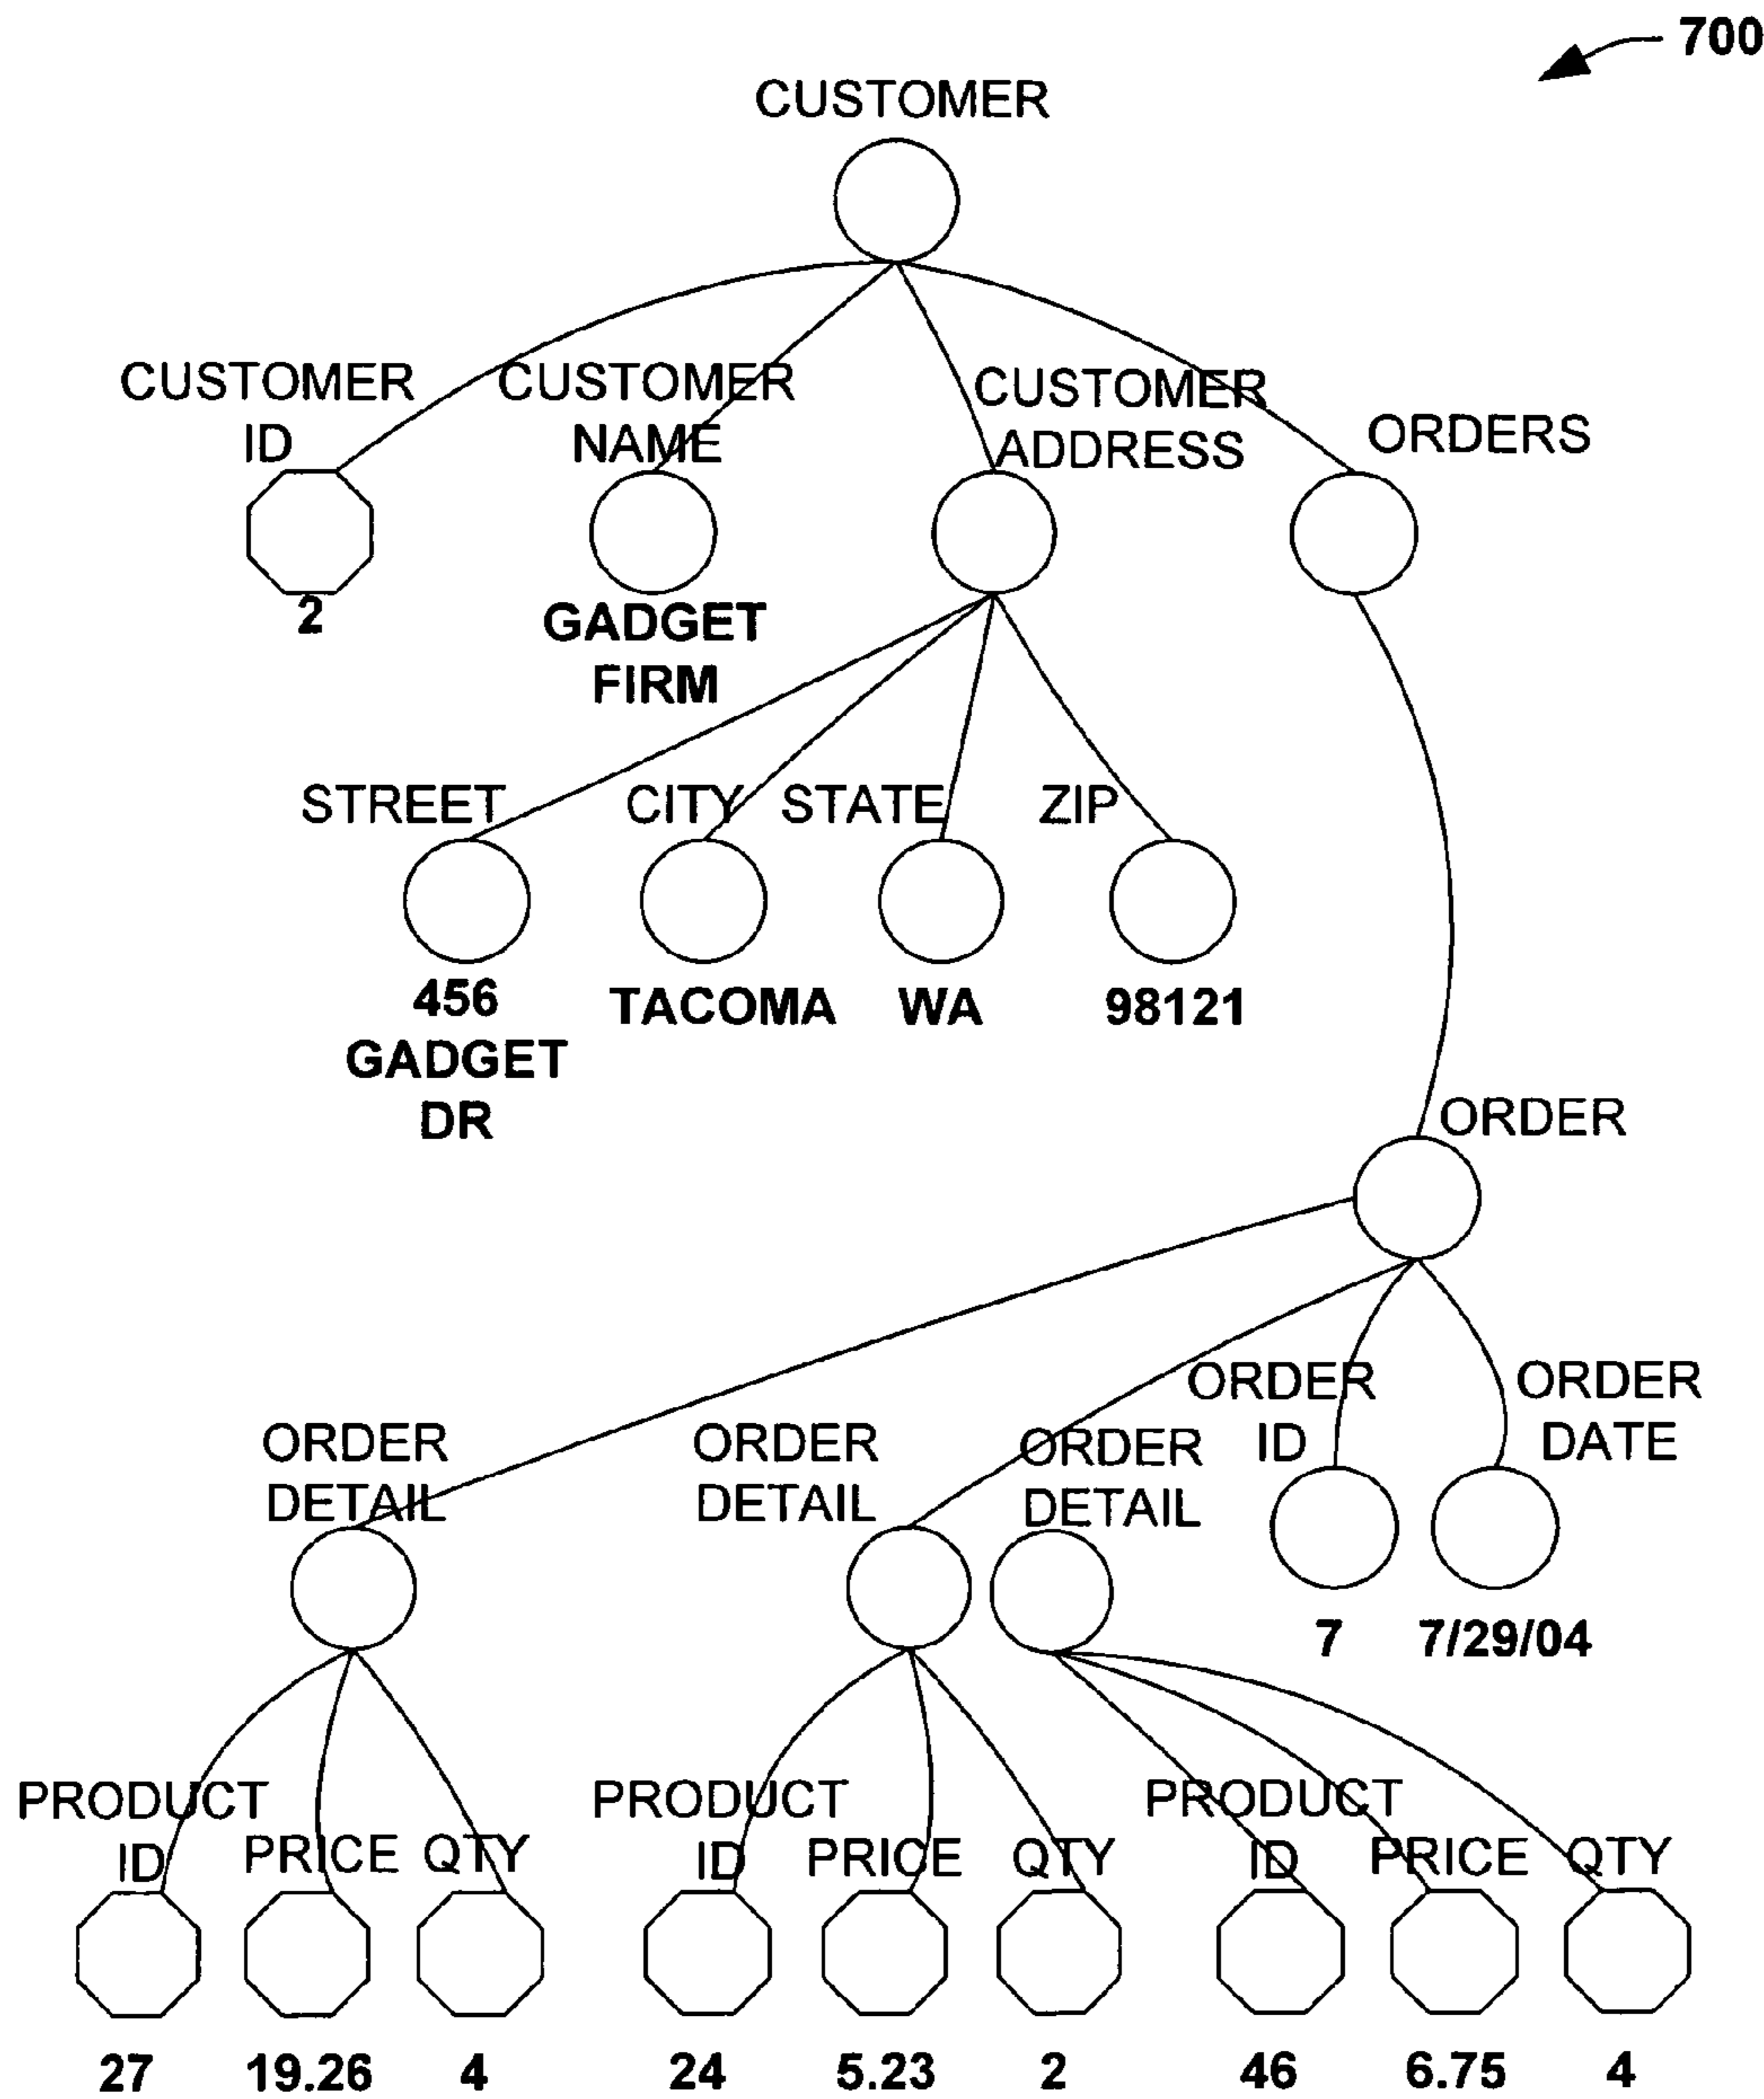 700
CUSTOMER
CUSTOMER
ID
CUSTOMER
NAME
CUSTOMER
ADDRESS
ORDERS
2
GADGET
FIRM
STREET
CITY
STATE
ZIP
456
GADGET
DR
TACOMA
WA
98121
ORDER
ORDER
DETAIL
ORDER
DETAIL
ORDER
DETAIL
ORDER
ID
ORDER
DATE
7
7/29/04
PRODUCT
ID
PRICE
QTY
PRODUCT
ID
PRICE
QTY
PRODUCT
ID
PRICE
QTY
27
19.26
4
24
5.23
2
46
6.75
4